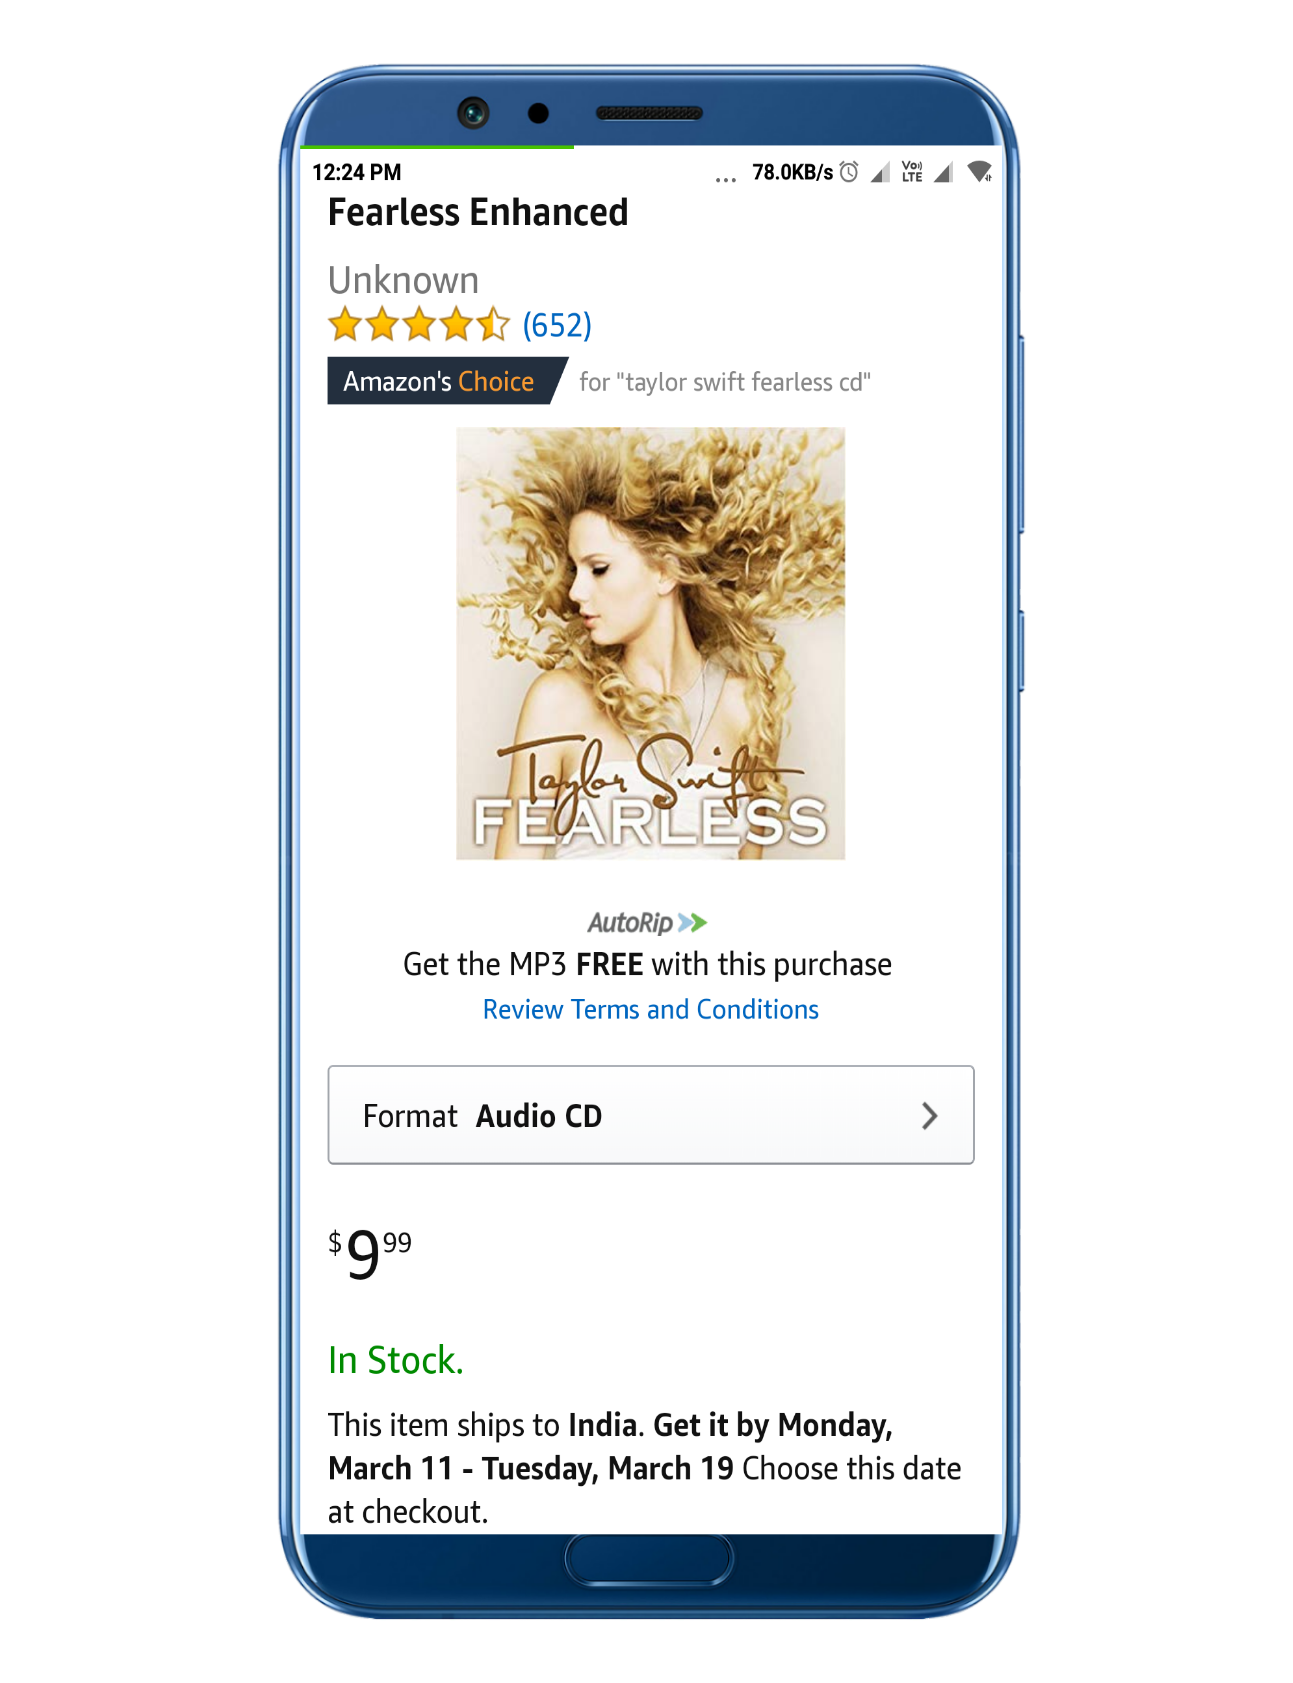 12:24 PM ... 78.0KB/s Vo)) LTE
Fearless Enhanced
Unknown
(652)
Amazon's Choice for "taylor swift fearless cd"
Taylor Swift
FEARLESS
AutoRip
Get the MP3 FREE with this purchase
Review Terms and Conditions
Format Audio CD
$9 99
In Stock.
This item ships to India. Get it by Monday,
March 11 - Tuesday, March 19 Choose this date
at checkout.